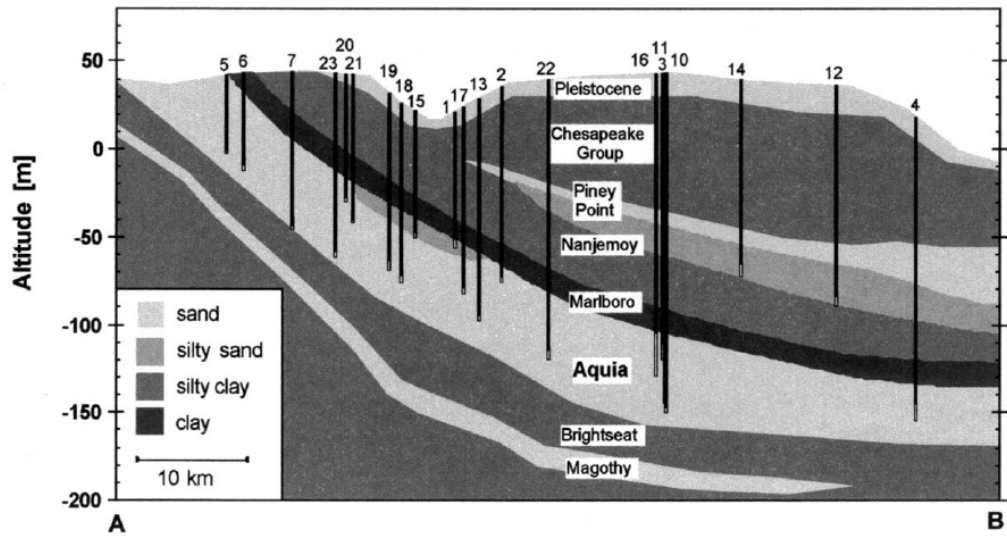 Altitude [m]
50
0
-50
-100
-150
-200
5
6
7
23
20
21
19
18
15
1
17
13
2
22
16
11
3
10
14
12
4
Pleistocene
Chesapeake
Group
Piney
Point
Nanjemoy
Marlboro
Aquia
Brightseat
Magothy
sand
silty sand
silty clay
clay
10 km
A
B